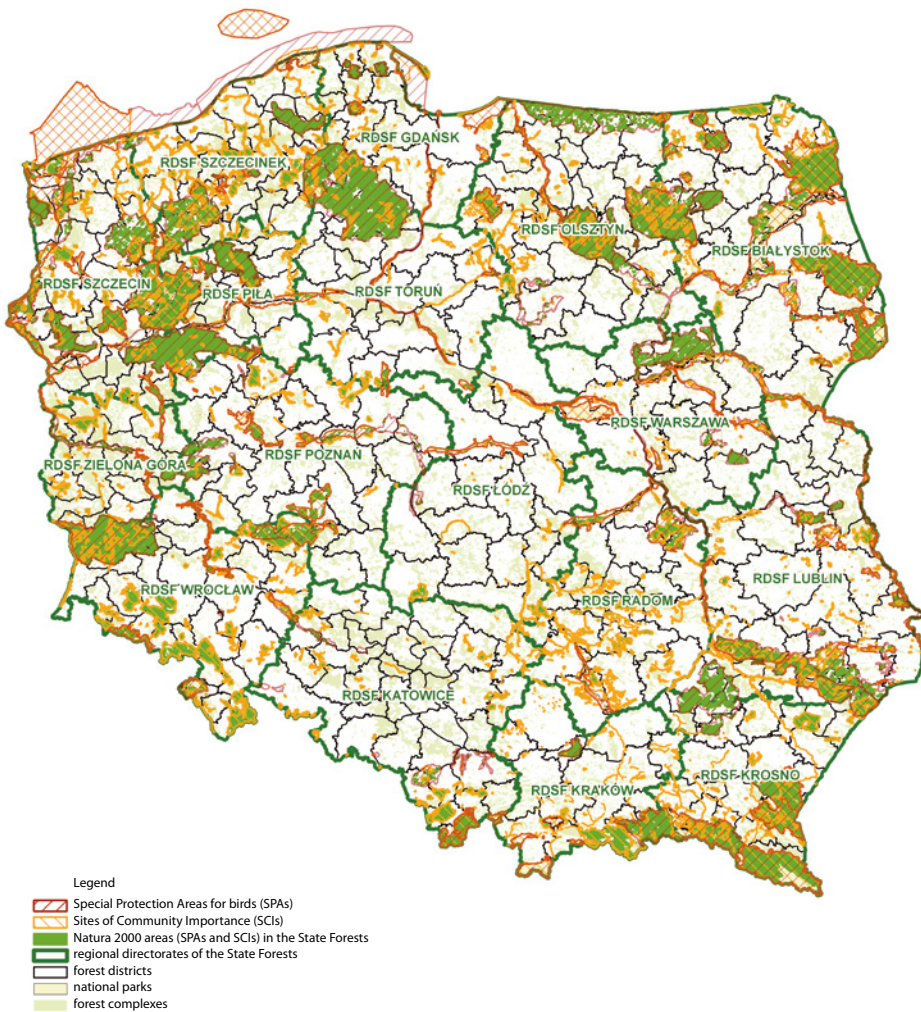 RDSF GDAŃSK
RDSF SZCZECINEK
RDSF OLSZTYN
RDSF BIAŁYSTOK
RDSF SZCZECIN
RDSF PIŁA
RDSF TORUŃ
RDSF WARSZAWA
RDSF ZIELONA GÓRA
RDSF POZNAŃ
RDSF ŁÓDŹ
RDSF WROCŁAW
RDSF RADOM
RDSF LUBLIN
RDSF KATOWICE
RDSF KRAKÓW
RDSF KROSNO
Legend
Special Protection Areas for birds (SPAs)
Sites of Community Importance (SCIs)
Natura 2000 areas (SPAs and SCIs) in the State Forests
regional directorates of the State Forests
forest districts
national parks
forest complexes